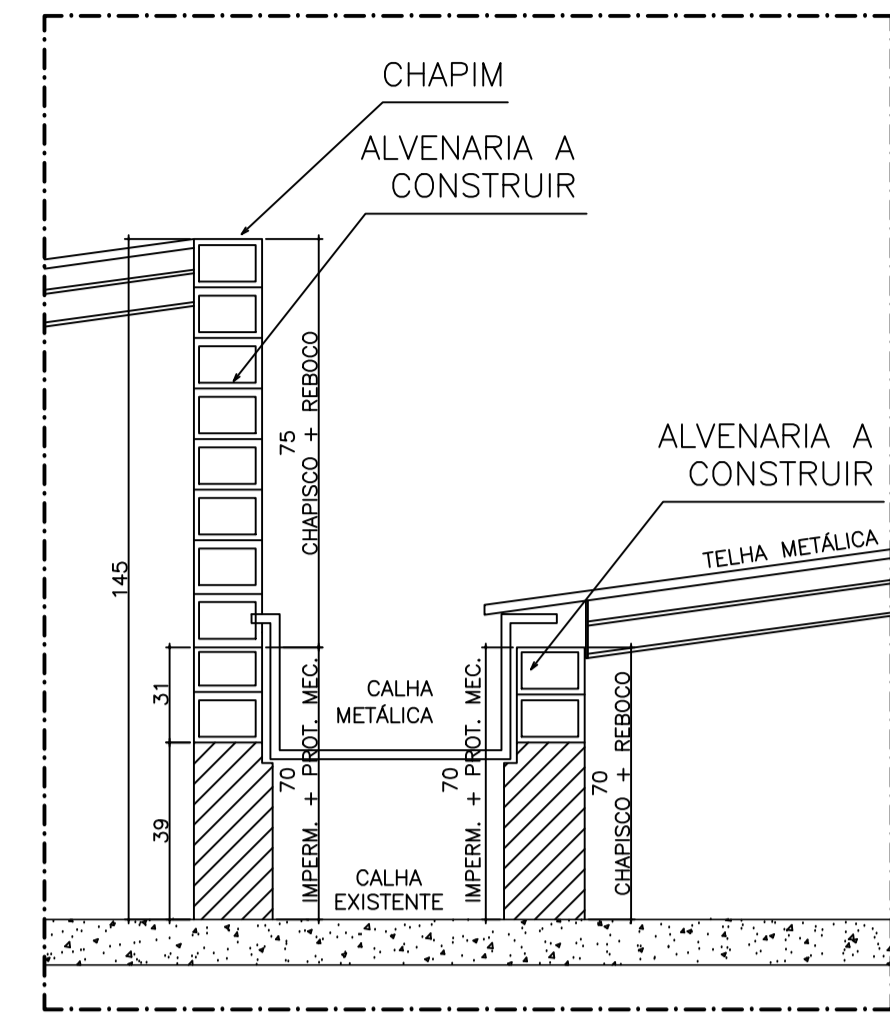 CHAPIM
ALVENARIA A
CONSTRUIR
75
CHAPISCO + REBOCO
ALVENARIA A
CONSTRUIR
TELHA METÁLICA
145
31
39
CALHA
METÁLICA
70
IMPERM. + PROT. MEC.
70
IMPERM. + PROT. MEC.
70
CHAPISCO + REBOCO
CALHA
EXISTENTE